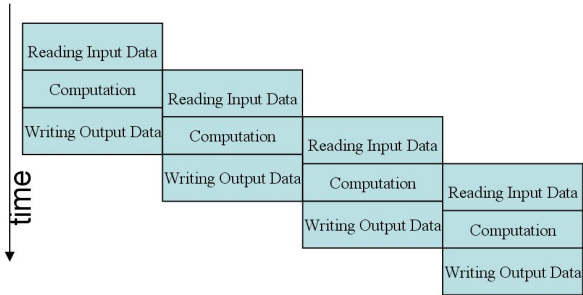 Reading Input Data
Computation
Writing Output Data
Reading Input Data
Computation
Writing Output Data
Reading Input Data
Computation
Writing Output Data
Reading Input Data
Computation
Writing Output Data
time